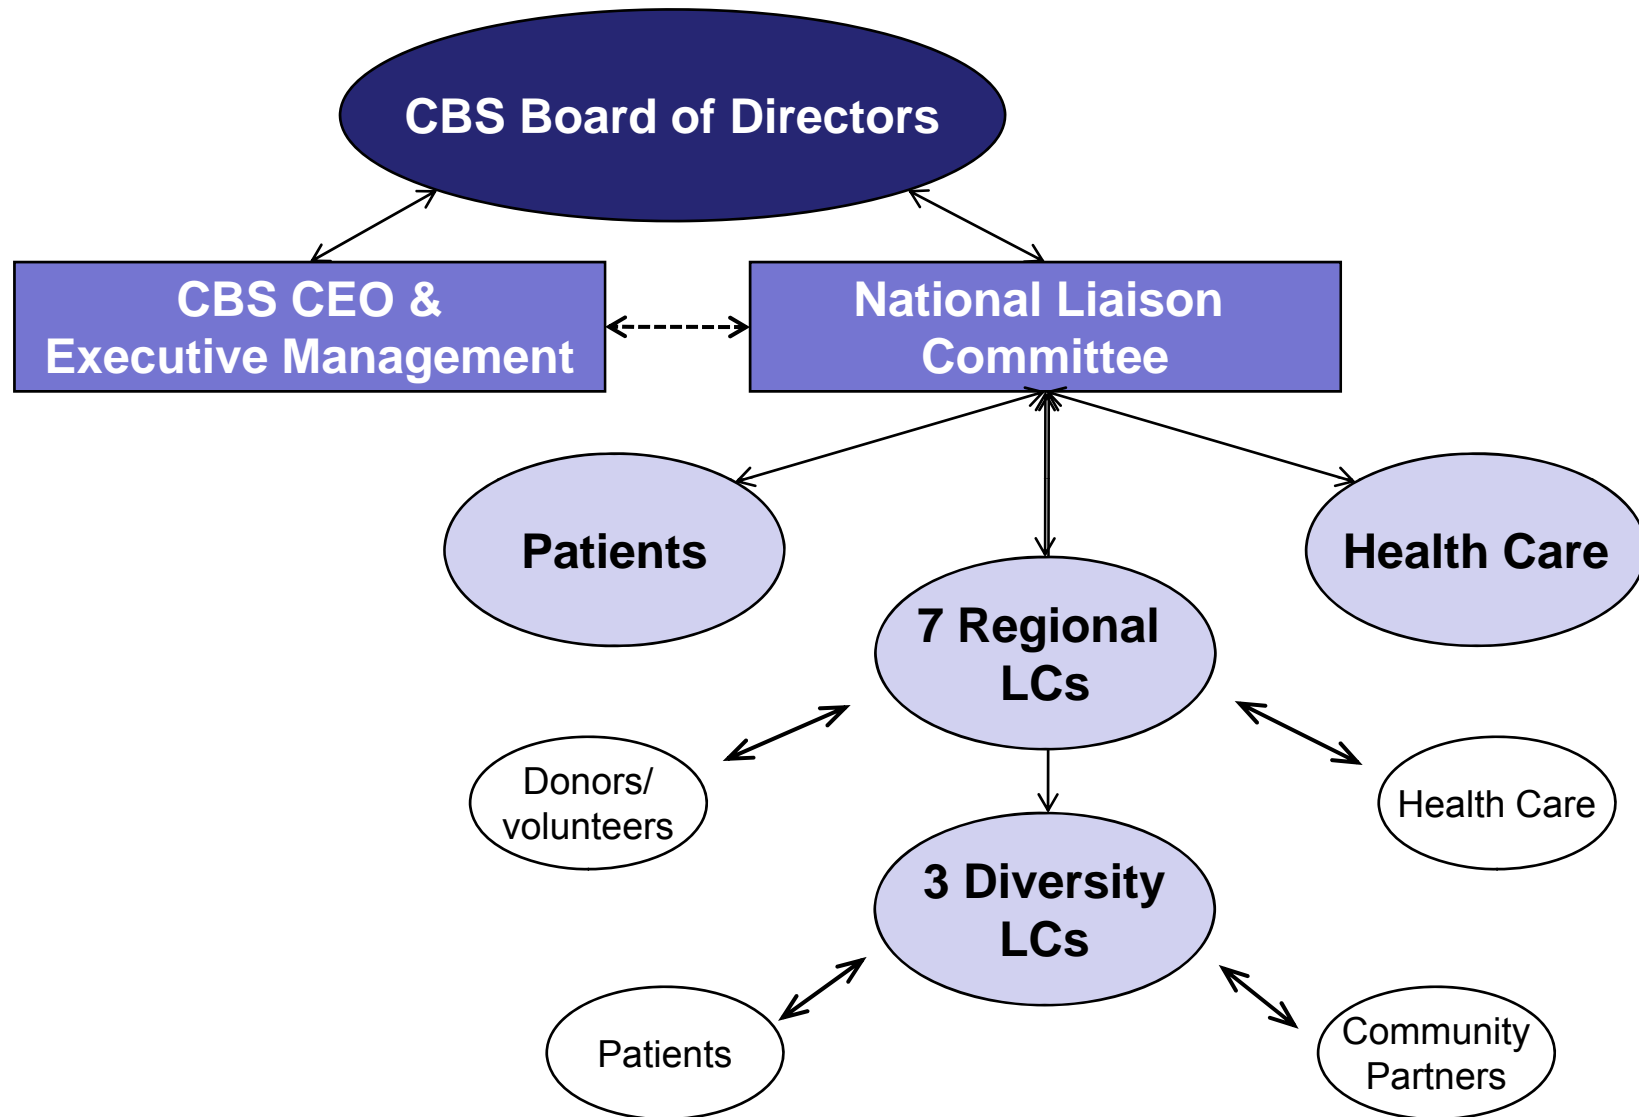 CBS Board of Directors
CBS CEO &
Executive Management
National Liaison
Committee
Patients
Health Care
7 Regional
LCs
Donors/
volunteers
Health Care
3 Diversity
LCs
Patients
Community
Partners